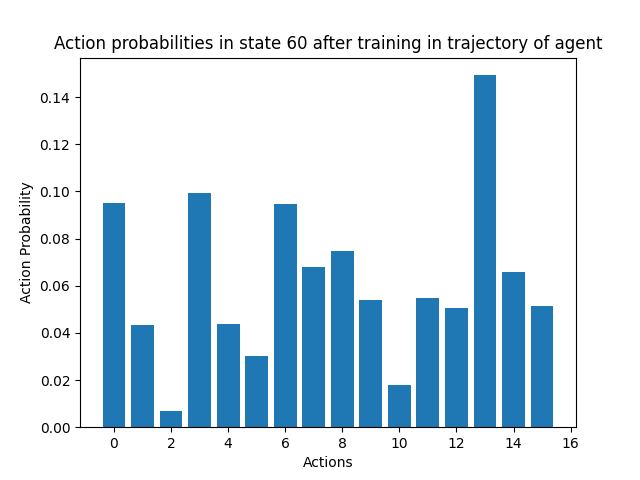 Action probabilities in state 60 after training in trajectory of agent
0.14
0.12
0.10
0.08
0.06
0.04
0.02
0.00
Action Probability
0 2 4 6 8 10 12 14 16
Actions